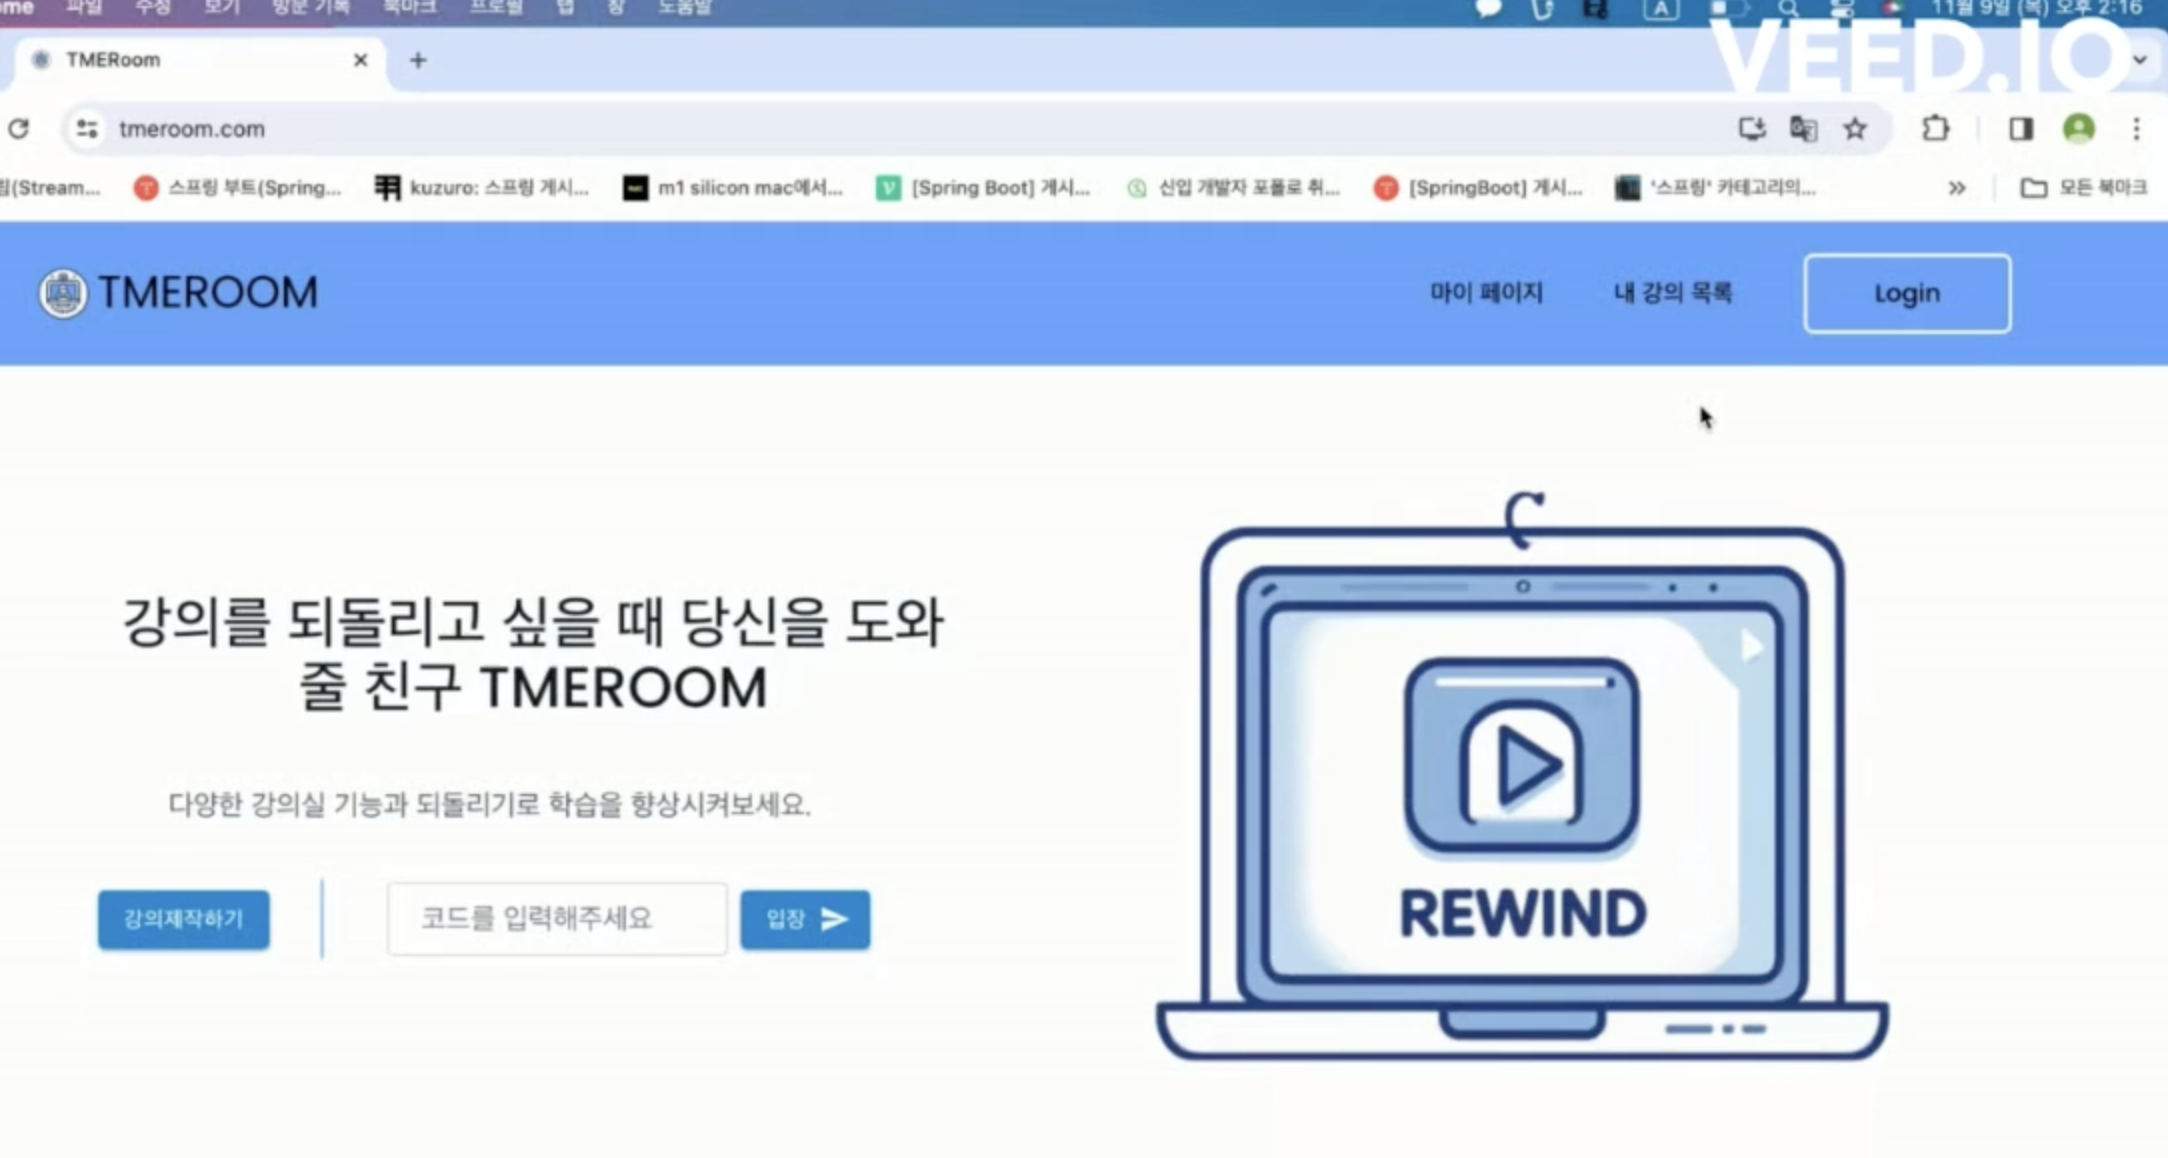 파일 수정 보기 방문 기록 북마크 프로필 탭 창 도움말
A
11월 9일 (목) 오후 2:16
VEED.IO
TMERoom
tmeroom.com
(Stream...
스프링 부트(Spring...
kuzuro: 스프링 게시...
m1 silicon mac에서...
[Spring Boot] 게시...
신입 개발자 포폴로 취...
[SpringBoot] 게시...
'스프링' 카테고리의...
모든 북마크
TMEROOM
마이 페이지
내 강의 목록
Login
강의를 되돌리고 싶을 때 당신을 도와
줄 친구 TMEROOM
다양한 강의실 기능과 되돌리기로 학습을 향상시켜보세요.
강의제작하기
코드를 입력해주세요
입장
REWIND